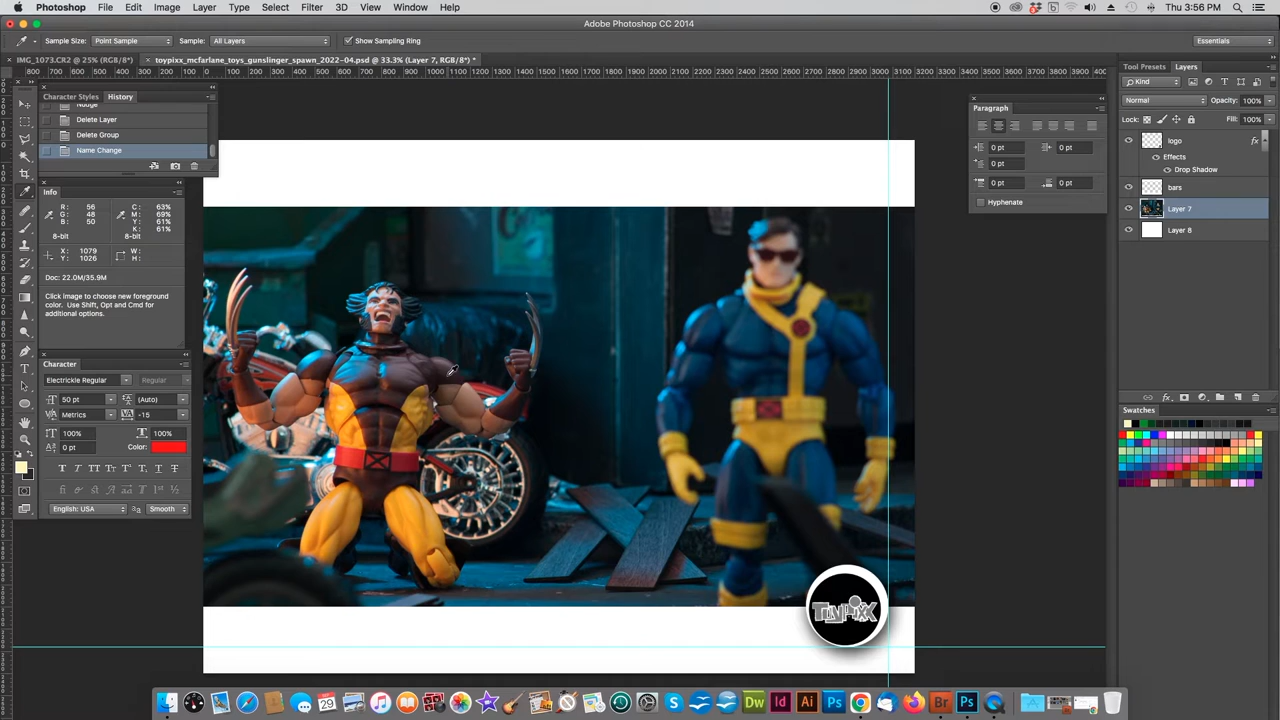 Photoshop File Edit Image Layer Type Select Filter 3D View Window Help
Thu 3:56 PM
Adobe Photoshop CC 2014
Sample Size: Point Sample Sample: All Layers Show Sampling Ring Essentials
IMG_1073.CR2 @ 25% (RGB/8*)
toypixx_mcfarlane_toys_gunslinger_spawn_2022-04.psd @ 33.3% (Layer 7, RGB/8*) *
Character Styles History
Nudge
Delete Layer
Delete Group
Name Change
Info
R: 56
G: 48
B: 50
8-bit
C: 63%
M: 69%
Y: 61%
K: 61%
8-bit
X: 1079
Y: 1026
W:
H:
Doc: 22.0M/35.9M
Click image to choose new foreground
color. Use Shift, Opt and Cmd for
additional options.
Character
Electrickle Regular Regular
50 pt (Auto)
Metrics -15
100% 100%
0 pt Color:
English: USA Smooth
Paragraph
0 pt 0 pt
0 pt
0 pt 0 pt
Hyphenate
Tool Presets Layers
Kind
Normal Opacity: 100%
Lock: Fill: 100%
logo fx
Effects
Drop Shadow
bars
Layer 7
Layer 8
Swatches
TOYPIXX